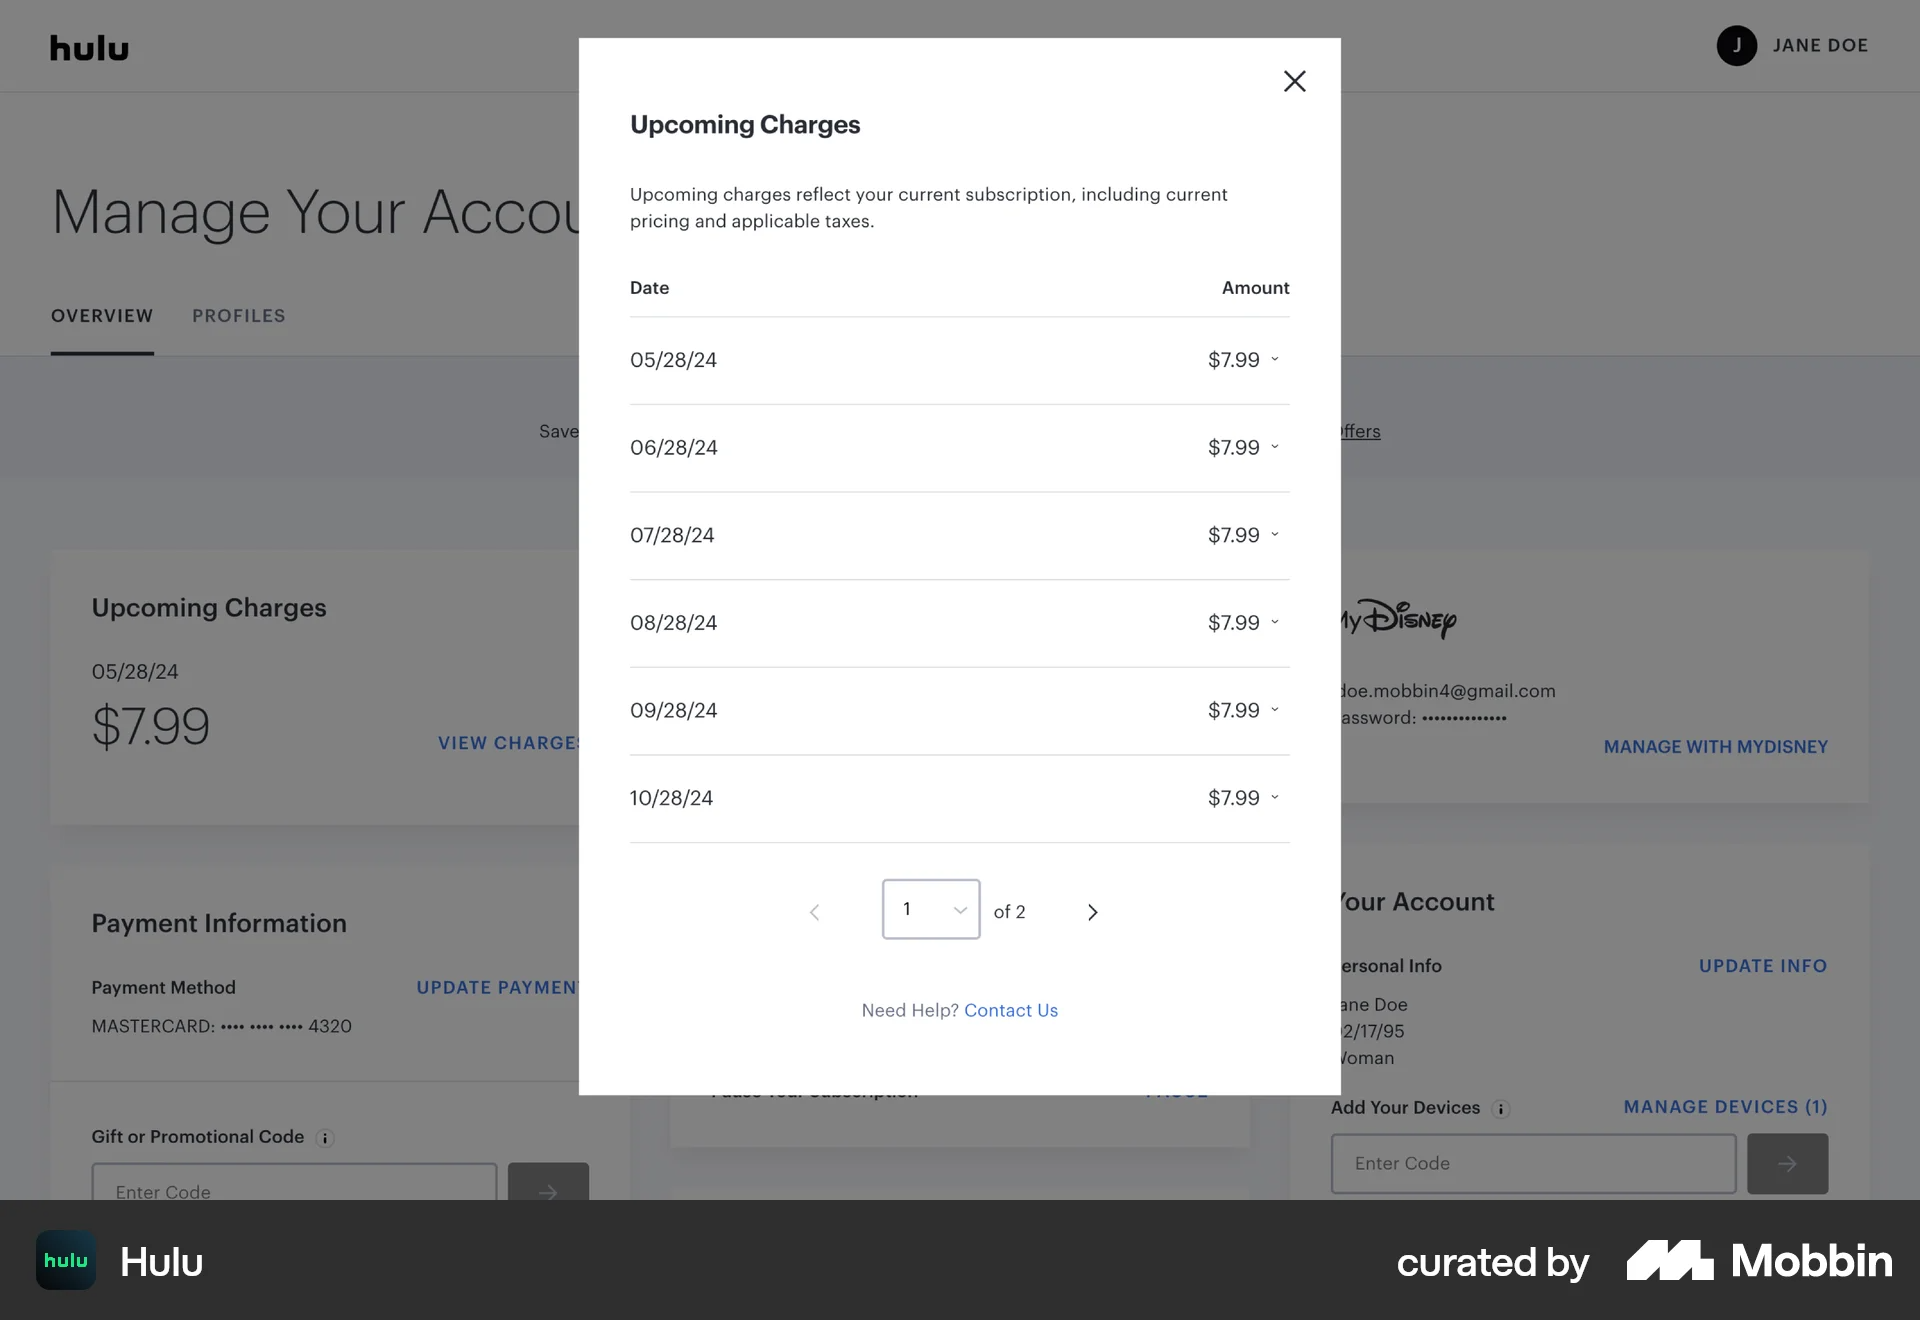 hulu
J JANE DOE
Manage Your Accou
OVERVIEW PROFILES
Save
ffers
Upcoming Charges
Upcoming charges reflect your current subscription, including current
pricing and applicable taxes.
Date Amount
05/28/24 $7.99
06/28/24 $7.99
07/28/24 $7.99
08/28/24 $7.99
09/28/24 $7.99
10/28/24 $7.99
1 of 2
Need Help? Contact Us
Upcoming Charges
05/28/24
$7.99
VIEW CHARGES
Payment Information
Payment Method UPDATE PAYMEN
MASTERCARD: •••• •••• •••• 4320
Gift or Promotional Code i
Enter Code
Pause Your Subscription PAUSE
My Disney
doe.mobbin4@gmail.com
assword: ••••••••••••••
MANAGE WITH MYDISNEY
Your Account
ersonal Info UPDATE INFO
ane Doe
2/17/95
Woman
Add Your Devices i MANAGE DEVICES (1)
Enter Code
hulu Hulu
curated by Mobbin